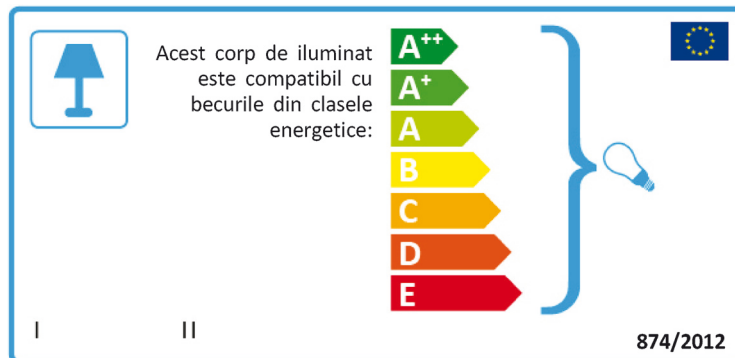 Acest corp de iluminat
este compatibil cu
becurile din clasele
energetice:
A++
A+
A
B
C
D
E
I II
874/2012